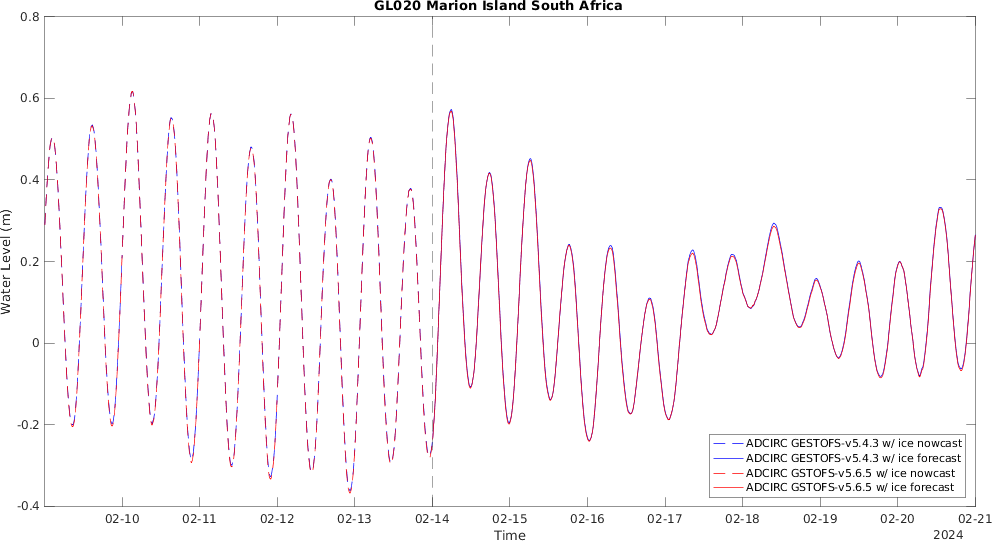 GL020 Marion Island South Africa
0.8
0.6
0.4
0.2
0
-0.2
-0.4
Water Level (m)
02-10
02-11
02-12
02-13
02-14
02-15
02-16
02-17
02-18
02-19
02-20
02-21
Time
2024
ADCIRC GESTOFS-v5.4.3 w/ ice nowcast
ADCIRC GESTOFS-v5.4.3 w/ ice forecast
ADCIRC GSTOFS-v5.6.5 w/ ice nowcast
ADCIRC GSTOFS-v5.6.5 w/ ice forecast